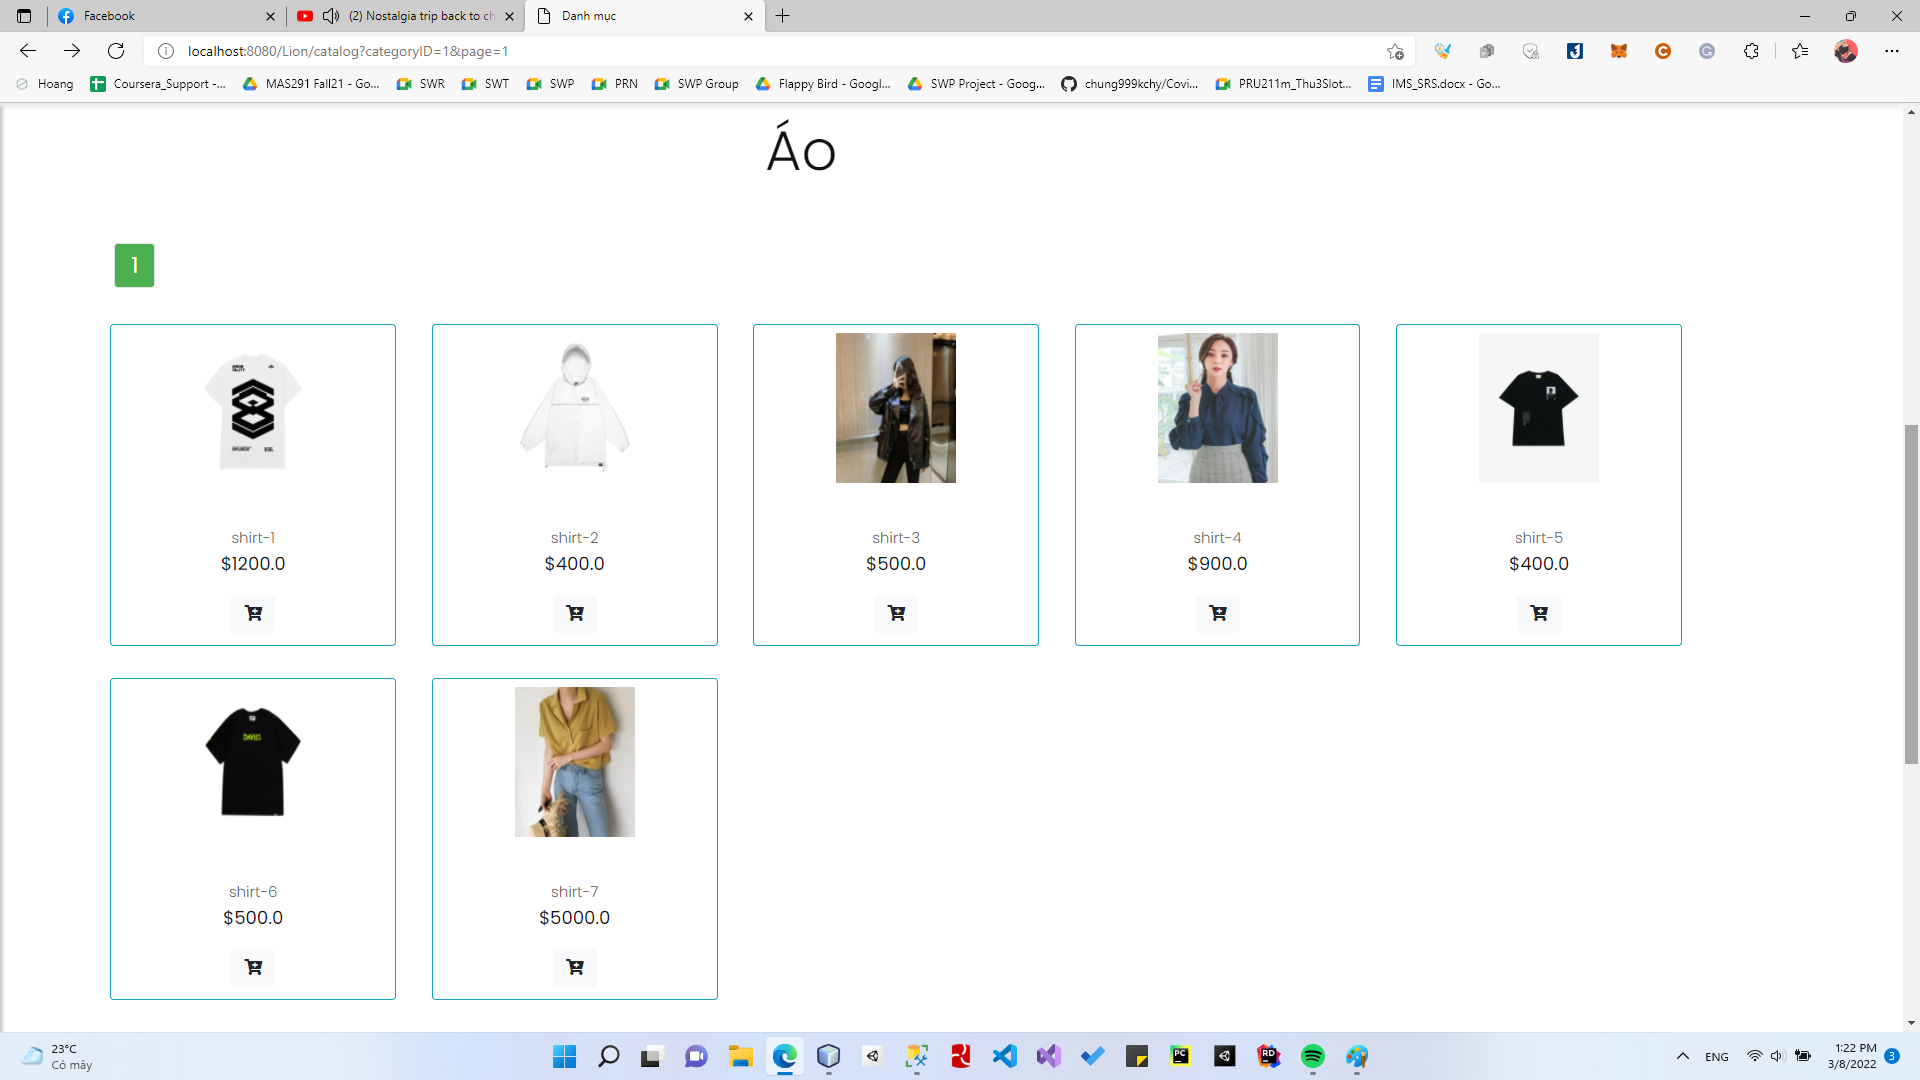 Facebook
(2) Nostalgia trip back to ch
Danh mục
localhost:8080/Lion/catalog?categoryID=1&page=1
Hoang
Coursera_Support -...
MAS291 Fall21 - Go...
SWR
SWT
SWP
PRN
SWP Group
Flappy Bird - Googl...
SWP Project - Goog...
chung999kchy/Covi...
PRU211m_Thu3Slot...
IMS_SRS.docx - Go...
Áo
1
shirt-1
$1200.0
shirt-2
$400.0
shirt-3
$500.0
shirt-4
$900.0
shirt-5
$400.0
shirt-6
$500.0
shirt-7
$5000.0
23°C
Có mây
ENG
1:22 PM
3/8/2022
3